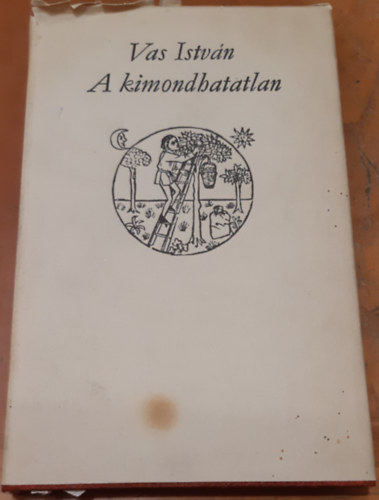 Vas István
A kimondhatatlan